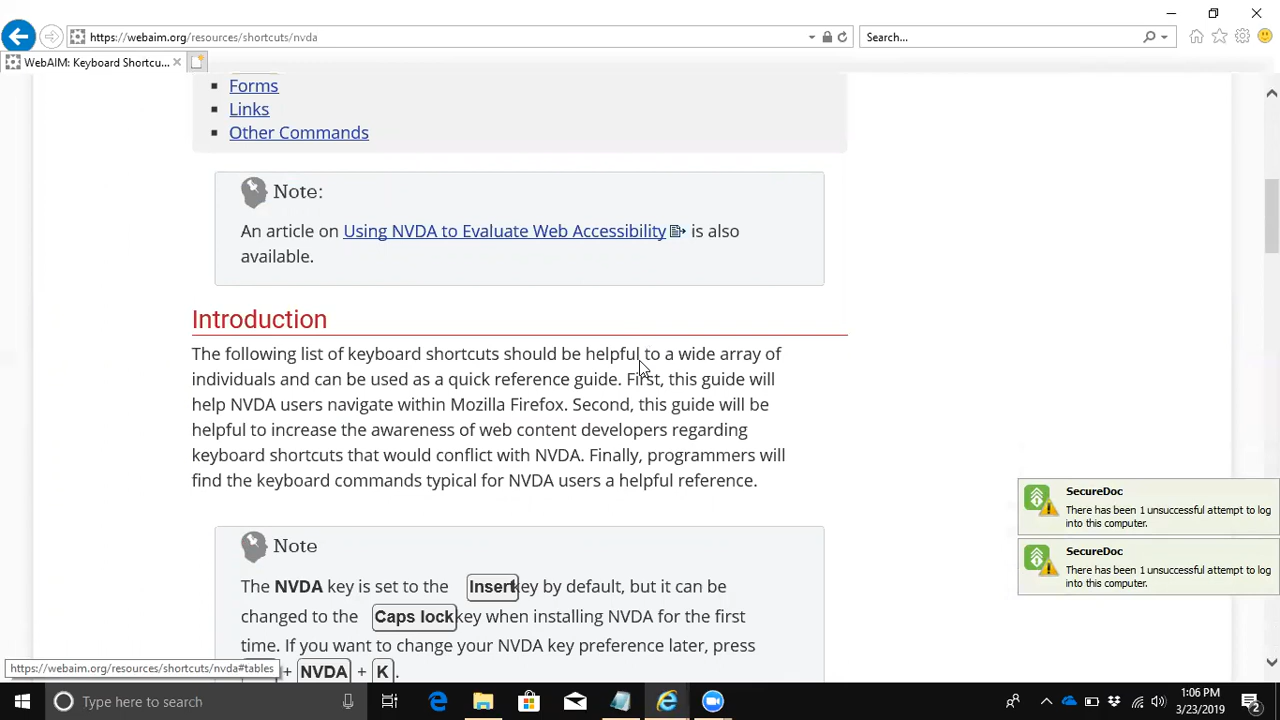 https://webaim.org/resources/shortcuts/nvda
Search...
WebAIM: Keyboard Shortcu...
Forms
Links
Other Commands
Note:
An article on Using NVDA to Evaluate Web Accessibility is also
available.
Introduction
The following list of keyboard shortcuts should be helpful to a wide array of
individuals and can be used as a quick reference guide. First, this guide will
help NVDA users navigate within Mozilla Firefox. Second, this guide will be
helpful to increase the awareness of web content developers regarding
keyboard shortcuts that would conflict with NVDA. Finally, programmers will
find the keyboard commands typical for NVDA users a helpful reference.
Note
The NVDA key is set to the Insert key by default, but it can be
changed to the Caps lock key when installing NVDA for the first
time. If you want to change your NVDA key preference later, press
+ NVDA + K.
SecureDoc
There has been 1 unsuccessful attempt to log
into this computer.
SecureDoc
There has been 1 unsuccessful attempt to log
into this computer.
https://webaim.org/resources/shortcuts/nvda#tables
Type here to search
1:06 PM
3/23/2019
2